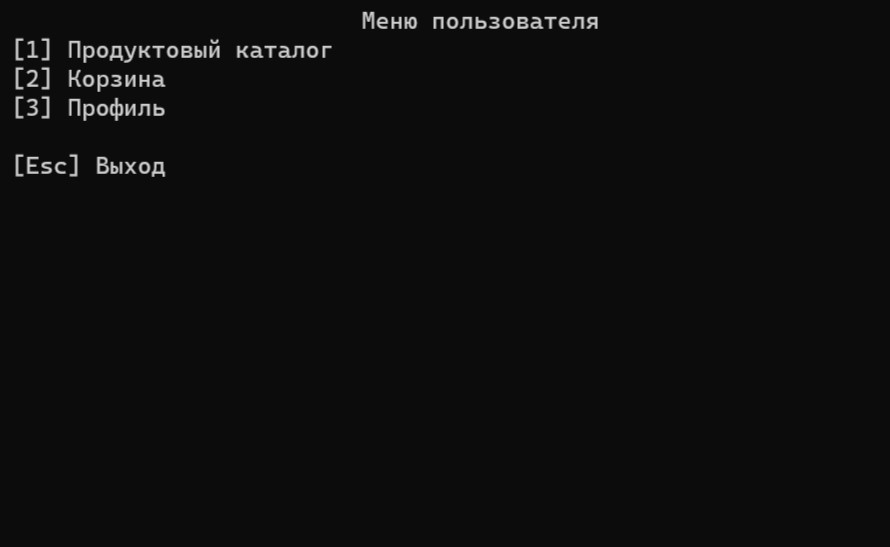 Меню пользователя
[1] Продуктовый каталог
[2] Корзина
[3] Профиль
[Esc] Выход